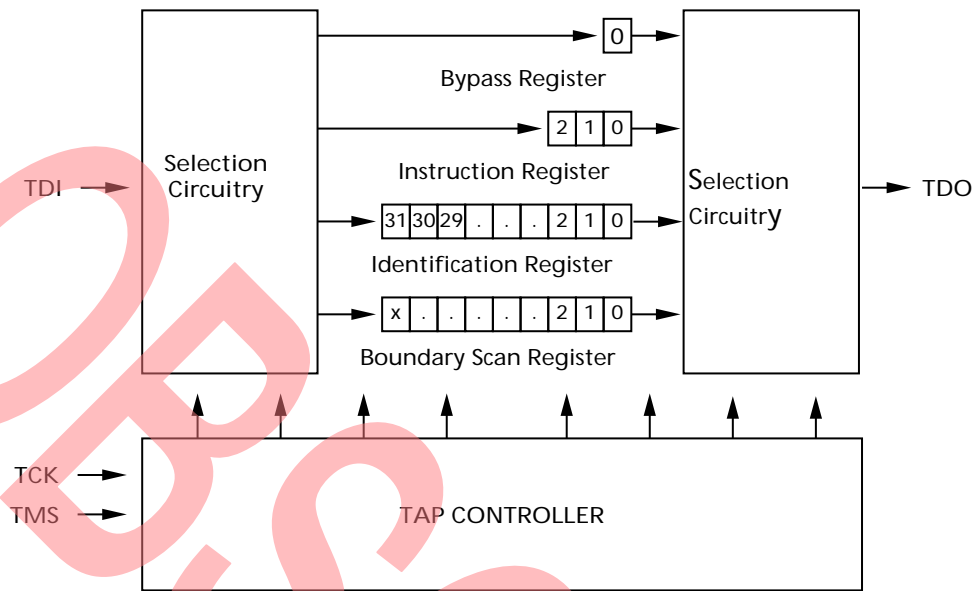 0
Bypass Register
2 1 0
Instruction Register
Selection
Circuitry
TDI
Selection
Circuitry
TDO
31 30 29 . . . 2 1 0
Identification Register
x . . . . . 2 1 0
Boundary Scan Register
TCK
TMS
TAP CONTROLLER